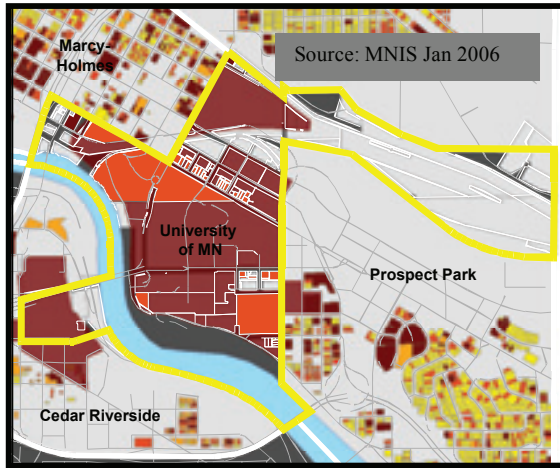 Marcy-
Holmes
Source: MNIS Jan 2006
University
of MN
Prospect Park
Cedar Riverside